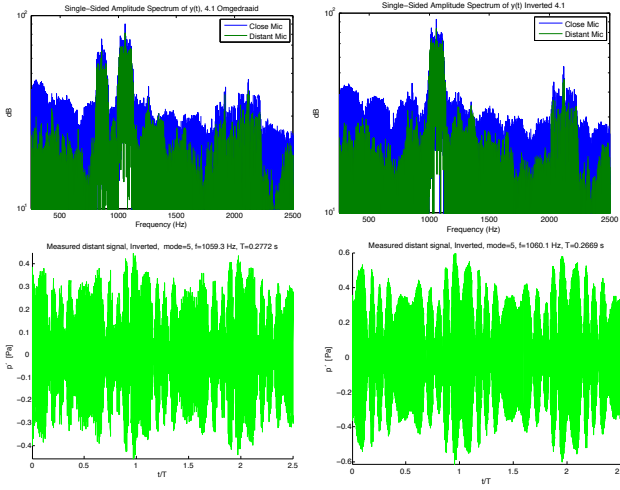 Single-Sided Amplitude Spectrum of y(t), 4.1 Omgedraaid
Close Mic
Distant Mic
10²
dB
10¹
500 1000 1500 2000 2500
Frequency (Hz)
Single-Sided Amplitude Spectrum of y(t) Inverted 4.1
Close Mic
Distant Mic
10²
dB
10¹
500 1000 1500 2000 2500
Frequency (Hz)
Measured distant signal, Inverted, mode=5, f=1059.3 Hz, T=0.2772 s
0.4
0.3
0.2
0.1
0
-0.1
-0.2
-0.3
-0.4
p´ [Pa]
0 0.5 1 1.5 2 2.5
t/T
Measured distant signal, Inverted, mode=5, f=1060.1 Hz, T=0.2669 s
0.6
0.4
0.2
0
-0.2
-0.4
-0.6
p´ [Pa]
0 0.5 1 1.5 2 2.
t/T